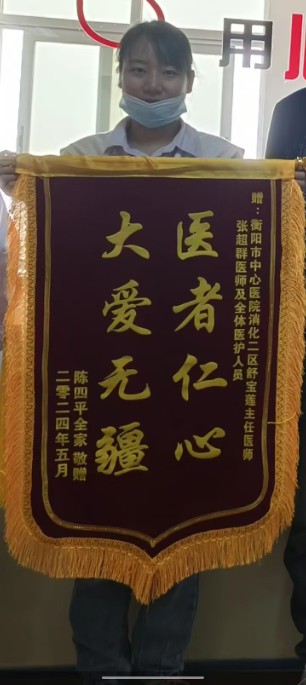 用
赠：衡阳市中心医院消化二区舒宝莲主任医师
张超群医师及全体医护人员
医者仁心
大爱无疆
陈四平全家 敬赠
二零二四年五月